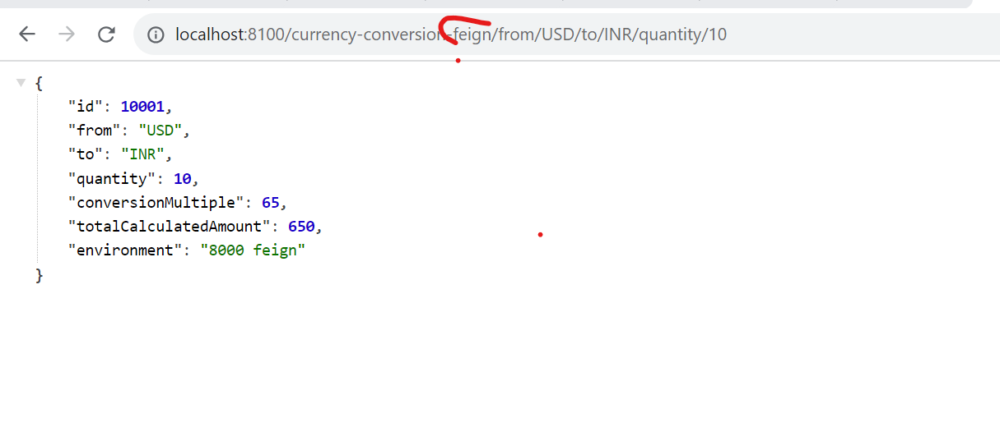 localhost:8100/currency-conversion-feign/from/USD/to/INR/quantity/10
{
"id": 10001,
"from": "USD",
"to": "INR",
"quantity": 10,
"conversionMultiple": 65,
"totalCalculatedAmount": 650,
"environment": "8000 feign"
}